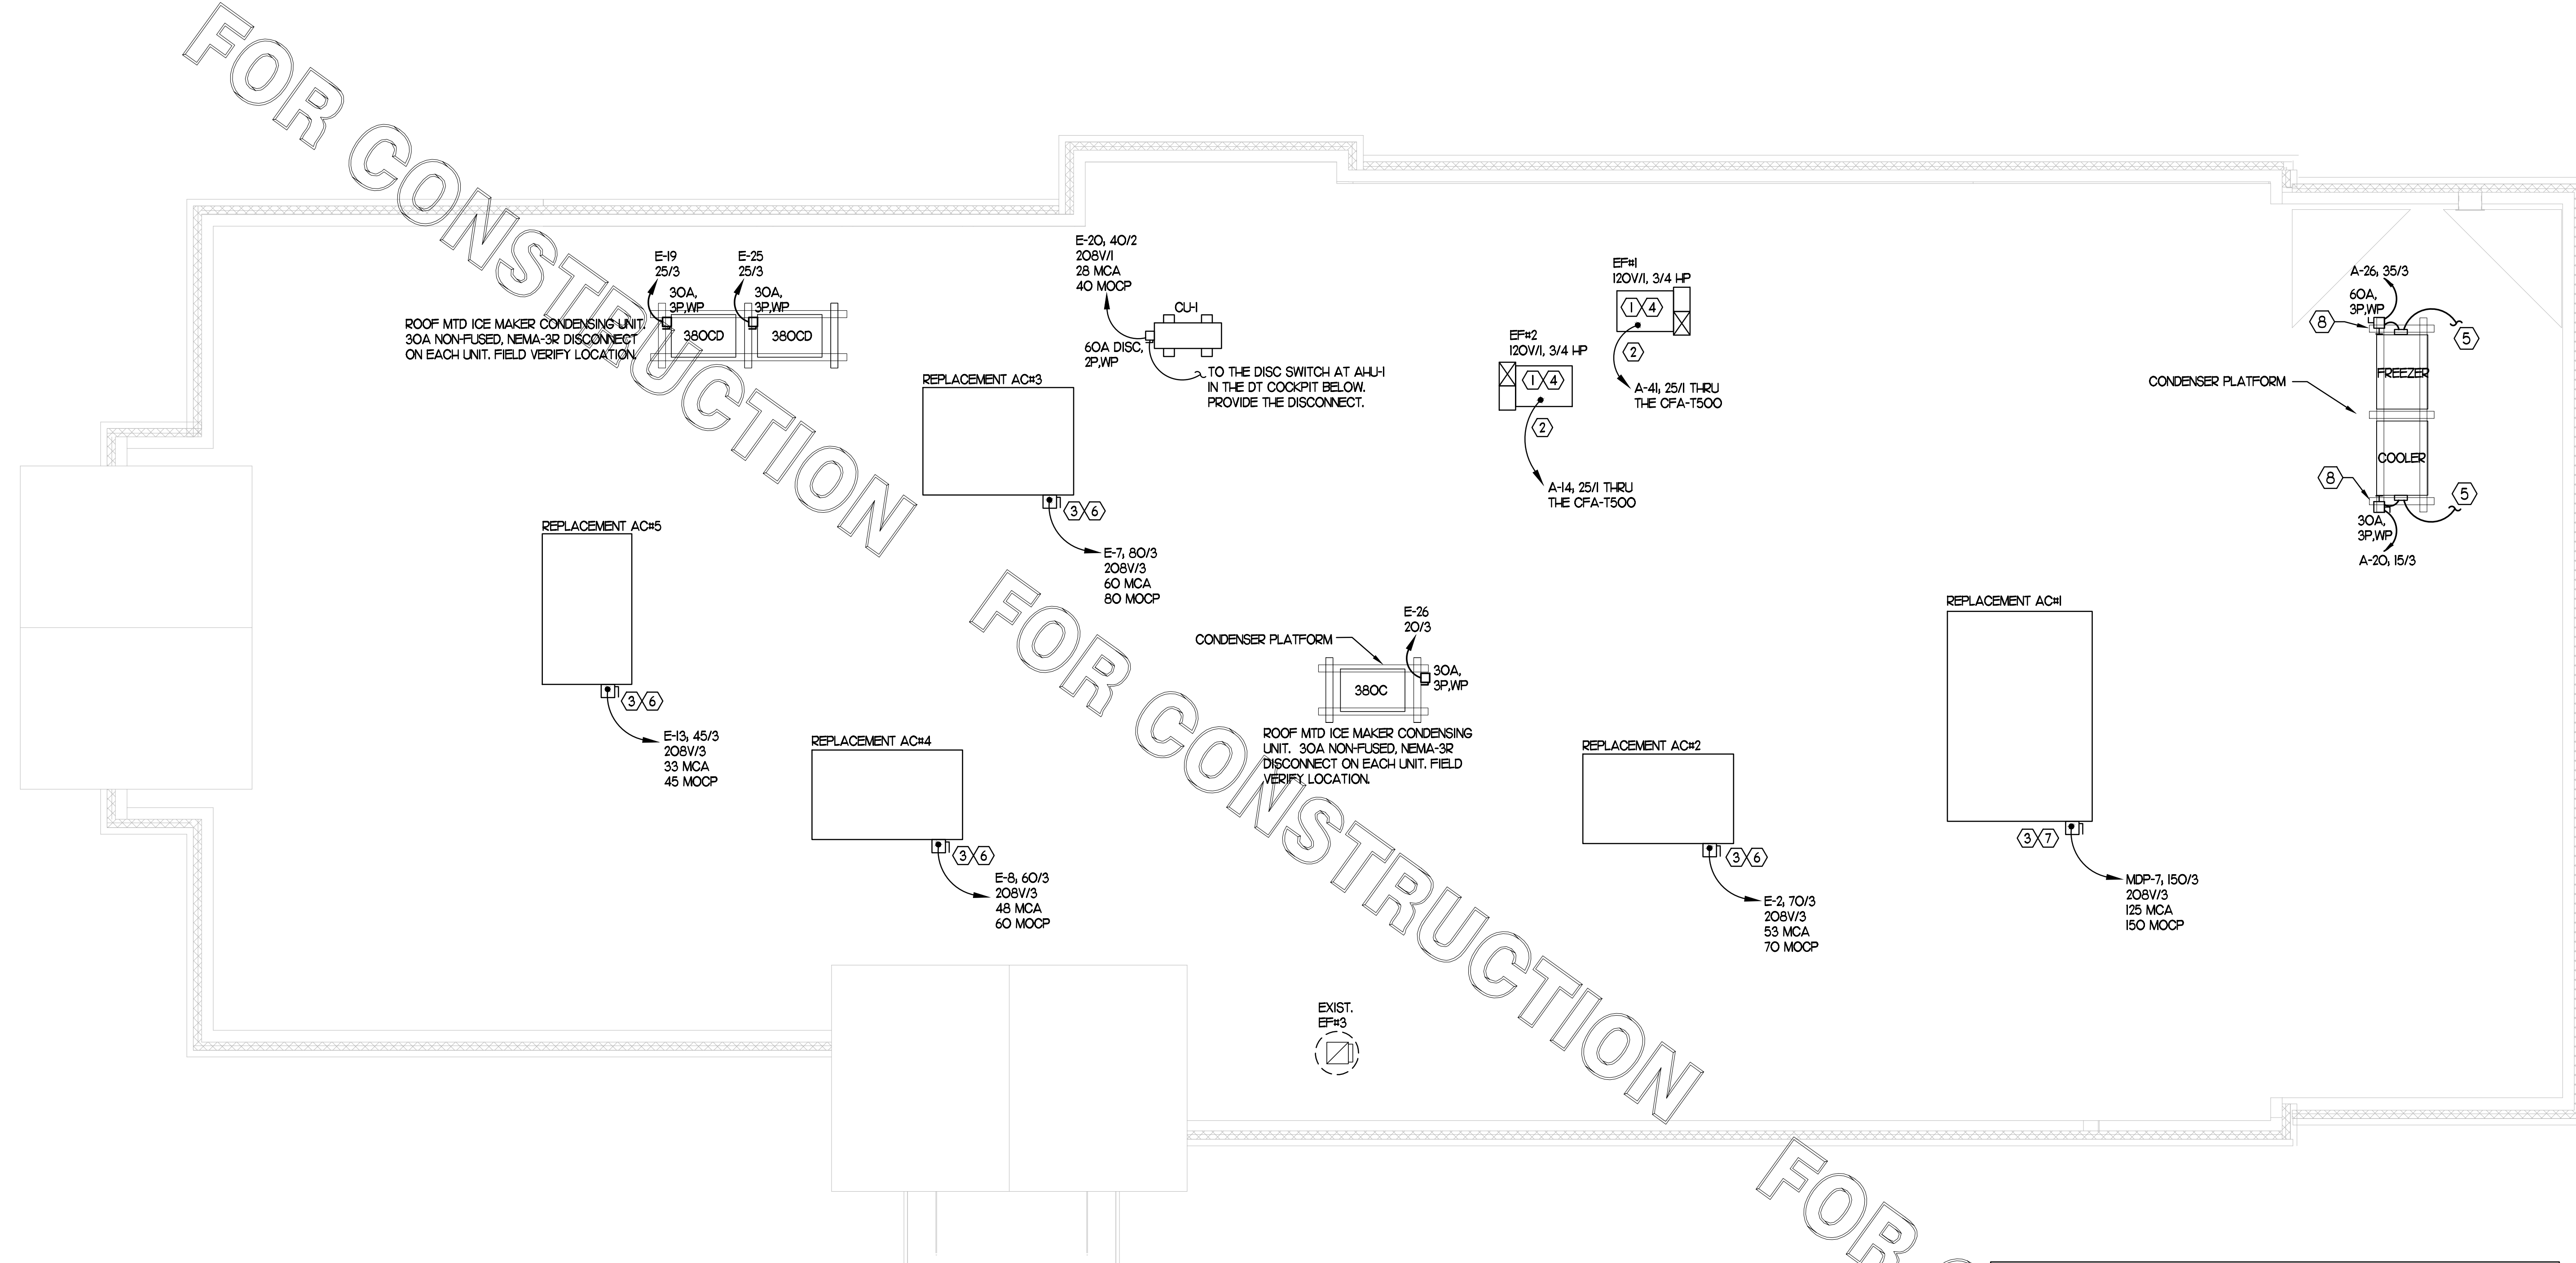 FOR CONSTRUCTION
E-19
25/3
30A,
3P,WP
E-25
25/3
30A,
3P,WP
ROOF MTD ICE MAKER CONDENSING UNIT.
30A NON-FUSED, NEMA-3R DISCONNECT
ON EACH UNIT. FIELD VERIFY LOCATION.
380CD
380CD
E-20, 40/2
208V/1
28 MCA
40 MOCP
CU-1
60A DISC,
2P,WP
TO THE DISC SWITCH AT AHU-1
IN THE DT COCKPIT BELOW.
PROVIDE THE DISCONNECT.
EF#1
120V/1, 3/4 HP
1 4
2
A-41, 25/1 THRU
THE CFA-T500
EF#2
120V/1, 3/4 HP
1 4
2
A-14, 25/1 THRU
THE CFA-T500
A-26, 35/3
60A,
3P,WP
8
5
FREEZER
CONDENSER PLATFORM
COOLER
8
5
30A,
3P,WP
A-20, 15/3
REPLACEMENT AC#3
3 6
E-7, 80/3
208V/3
60 MCA
80 MOCP
REPLACEMENT AC#5
3 6
E-13, 45/3
208V/3
33 MCA
45 MOCP
FOR CONSTRUCTION
E-26
20/3
CONDENSER PLATFORM
30A,
3P,WP
380C
ROOF MTD ICE MAKER CONDENSING
UNIT. 30A NON-FUSED, NEMA-3R
DISCONNECT ON EACH UNIT. FIELD
VERIFY LOCATION.
REPLACEMENT AC#1
3 7
MDP-7, 150/3
208V/3
125 MCA
150 MOCP
REPLACEMENT AC#4
3 6
E-8, 60/3
208V/3
48 MCA
60 MOCP
REPLACEMENT AC#2
3 6
E-2, 70/3
208V/3
53 MCA
70 MOCP
EXIST.
EF#3
FOR